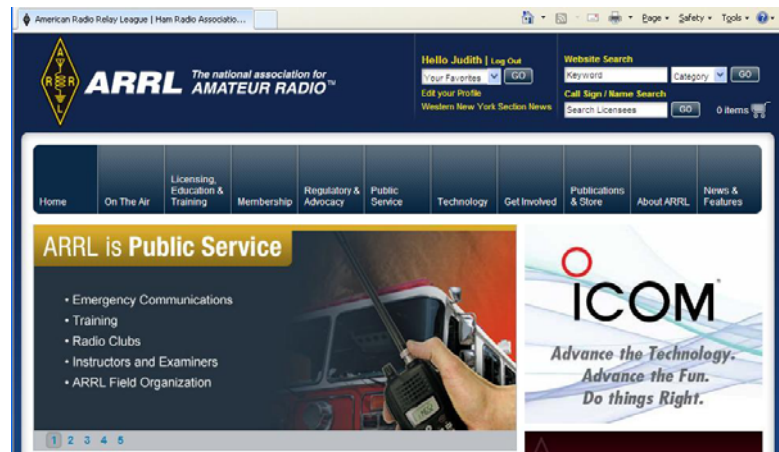 American Radio Relay League | Ham Radio Associatio...
Page
Safety
Tools
ARRL
The national association for
AMATEUR RADIO™
Hello Judith | Log Out
Your Favorites
GO
Edit your Profile
Western New York Section News
Website Search
Keyword
Category
GO
Call Sign / Name Search
Search Licensees
GO
0 items
Home
On The Air
Licensing,
Education &
Training
Membership
Regulatory &
Advocacy
Public
Service
Technology
Get Involved
Publications
& Store
About ARRL
News &
Features
ARRL is Public Service
• Emergency Communications
• Training
• Radio Clubs
• Instructors and Examiners
• ARRL Field Organization
1 2 3 4 5
ICOM
Advance the Technology.
Advance the Fun.
Do things Right.